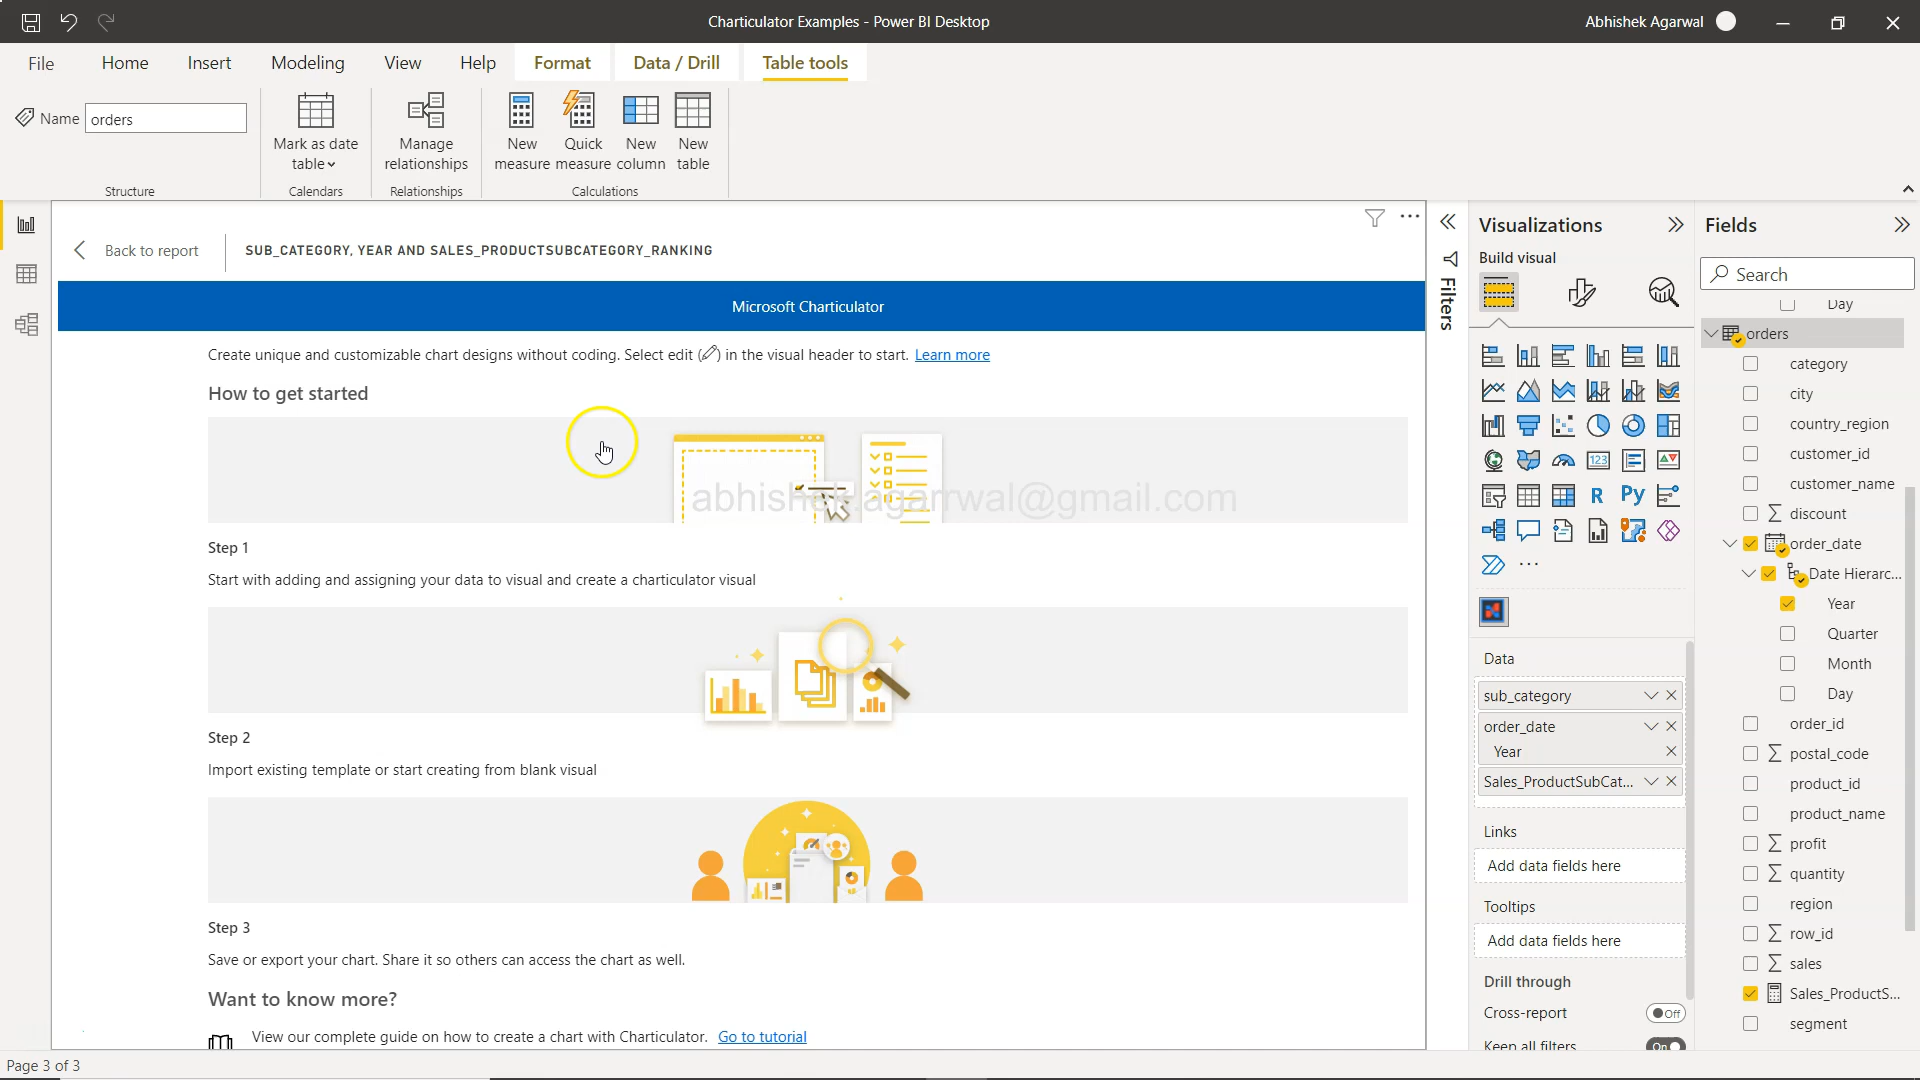 Charticulator Examples - Power BI Desktop
Abhishek Agarwal
File Home Insert Modeling View Help Format Data / Drill Table tools
Name orders
Mark as date table
Manage relationships
New measure
Quick measure
New column
New table
Structure Calendars Relationships Calculations
Back to report
SUB_CATEGORY, YEAR AND SALES_PRODUCTSUBCATEGORY_RANKING
Microsoft Charticulator
Create unique and customizable chart designs without coding. Select edit ( ) in the visual header to start. Learn more
How to get started
abhishek.agarrwal@gmail.com
Step 1
Start with adding and assigning your data to visual and create a charticulator visual
Step 2
Import existing template or start creating from blank visual
Step 3
Save or export your chart. Share it so others can access the chart as well.
Want to know more?
View our complete guide on how to create a chart with Charticulator. Go to tutorial
Page 3 of 3
Filters
Visualizations
Build visual
123
R Py
...
Data
sub_category
order_date
Year
Sales_ProductSubCat...
Links
Add data fields here
Tooltips
Add data fields here
Drill through
Cross-report Off
Keep all filters On
Fields
Search
Day
orders
category
city
country_region
customer_id
customer_name
discount
order_date
Date Hierarc...
Year
Quarter
Month
Day
order_id
postal_code
product_id
product_name
profit
quantity
region
row_id
sales
Sales_ProductS...
segment